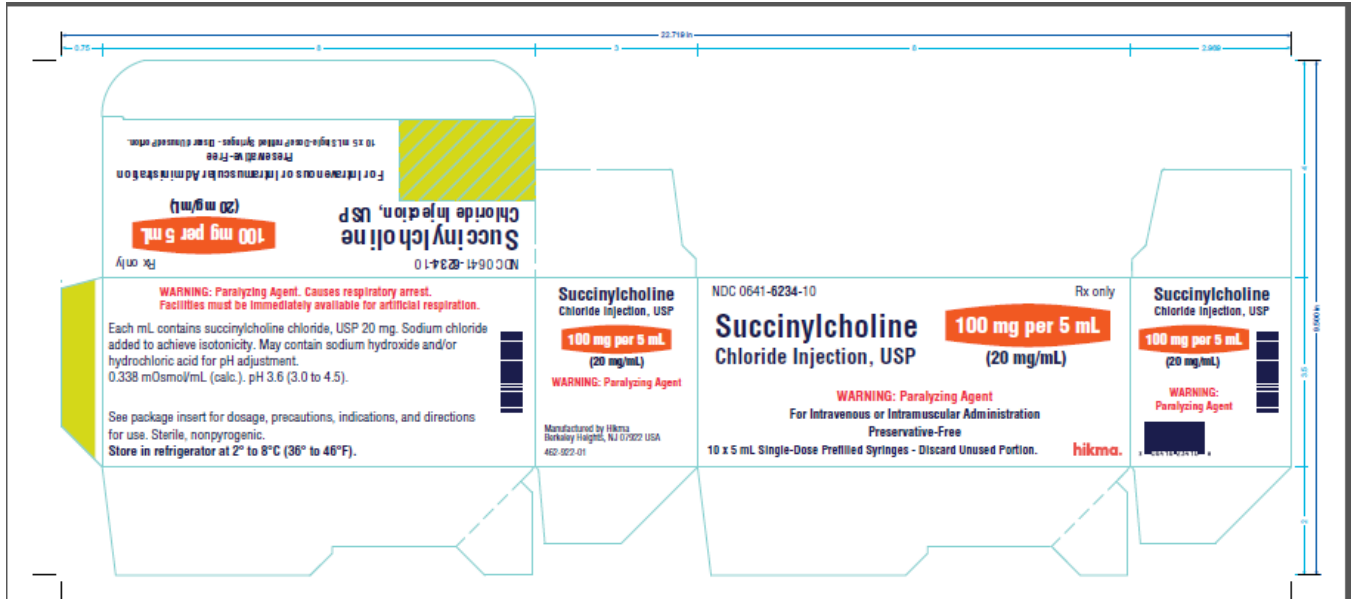 22.719 in
0.75
6
3
6
2.969
10 x 5 mL Single-Dose Prefilled Syringes - Discard Unused Portion.
Preservative-Free
For Intravenous or Intramuscular Administration
(20 mg/mL)
100 mg per 5 mL
Succinylcholine
Chloride Injection, USP
Rx only
NDC 0641-6234-10
WARNING: Paralyzing Agent. Causes respiratory arrest.
Facilities must be immediately available for artificial respiration.
Each mL contains succinylcholine chloride, USP 20 mg. Sodium chloride
added to achieve isotonicity. May contain sodium hydroxide and/or
hydrochloric acid for pH adjustment.
0.338 mOsmol/mL (calc.). pH 3.6 (3.0 to 4.5).
See package insert for dosage, precautions, indications, and directions
for use. Sterile, nonpyrogenic.
Store in refrigerator at 2° to 8°C (36° to 46°F).
Succinylcholine
Chloride Injection, USP
100 mg per 5 mL
(20 mg/mL)
WARNING: Paralyzing Agent
Manufactured by Hikma
Berkeley Heights, NJ 07922 USA
462-922-01
NDC 0641-6234-10
Rx only
Succinylcholine
Chloride Injection, USP
100 mg per 5 mL
(20 mg/mL)
WARNING: Paralyzing Agent
For Intravenous or Intramuscular Administration
Preservative-Free
10 x 5 mL Single-Dose Prefilled Syringes - Discard Unused Portion.
hikma.
Succinylcholine
Chloride Injection, USP
100 mg per 5 mL
(20 mg/mL)
WARNING:
Paralyzing Agent
4
3.5
2
9.500 in